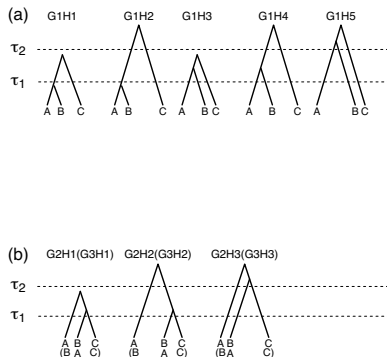 (a) G1H1 G1H2 G1H3 G1H4 G1H5
τ2
τ1
A B C A B C A B C A B C A B C
(b) G2H1(G3H1) G2H2(G3H2) G2H3(G3H3)
τ2
τ1
A B C A B C A B C
(B A C) (B A C) (B A C)